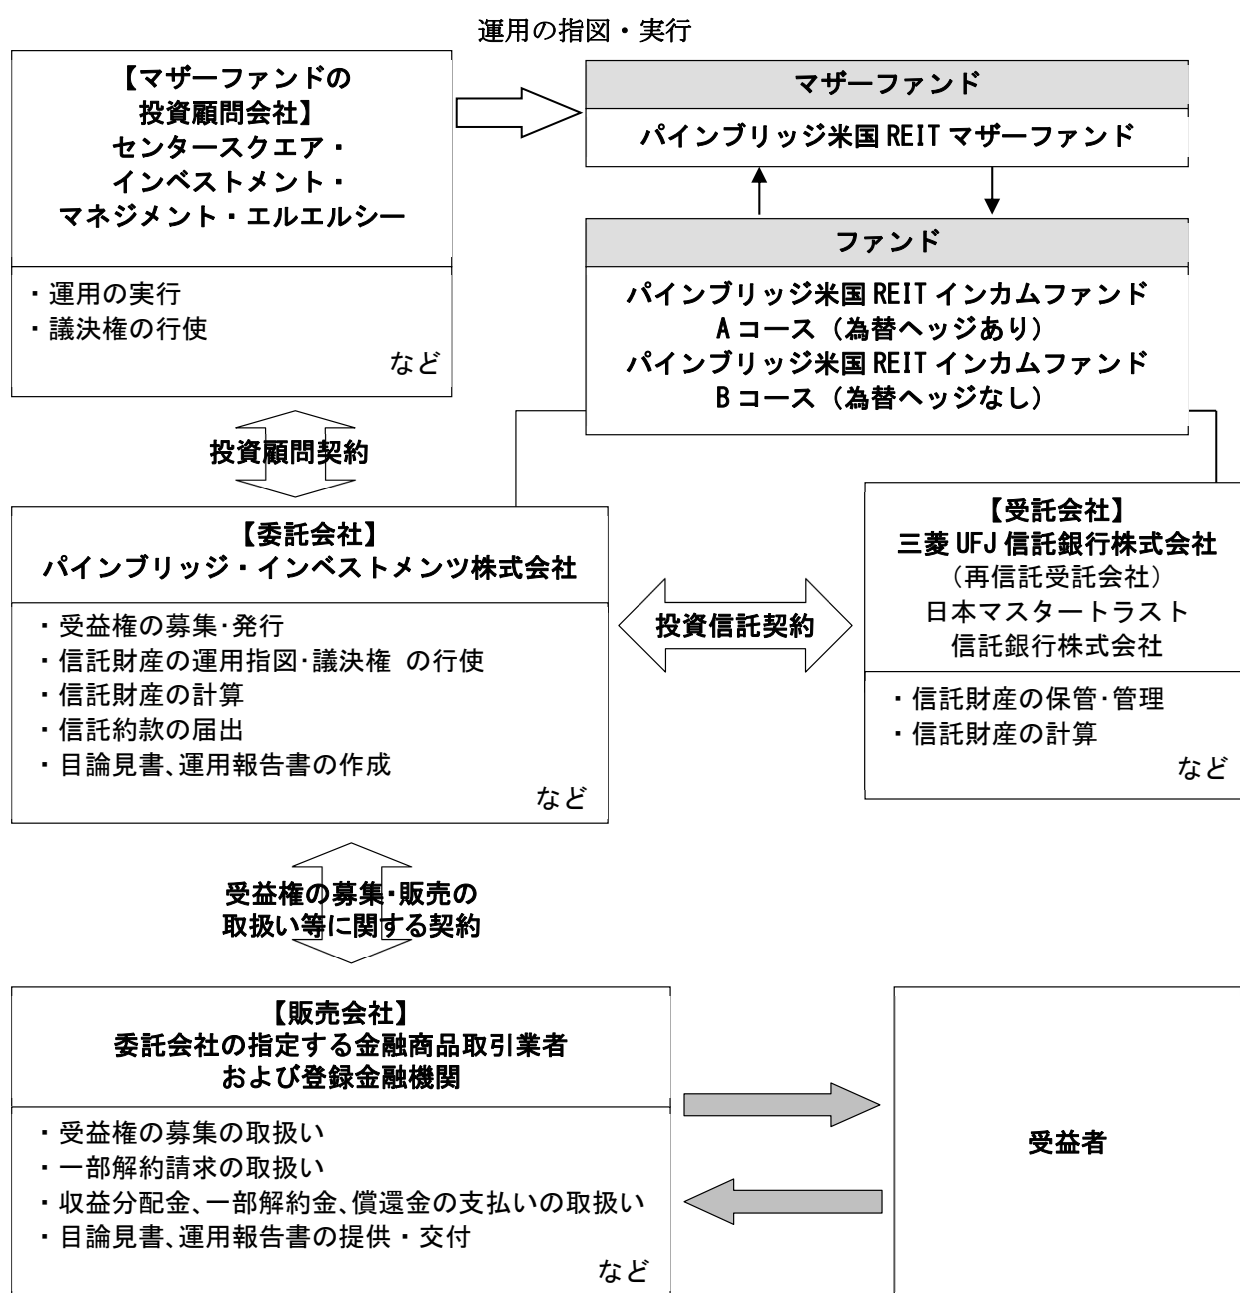 運用の指図・実行
【マザーファンドの
投資顧問会社】
センタースクエア・
インベストメント・
マネジメント・エルエルシー
・運用の実行
・議決権の行使
など
マザーファンド
パインブリッジ米国 REIT マザーファンド
ファンド
パインブリッジ米国 REIT インカムファンド
A コース（為替ヘッジあり）
パインブリッジ米国 REIT インカムファンド
B コース（為替ヘッジなし）
投資顧問契約
【委託会社】
パインブリッジ・インベストメンツ株式会社
・受益権の募集･発行
・信託財産の運用指図･議決権 の行使
・信託財産の計算
・信託約款の届出
・目論見書、運用報告書の作成
など
投資信託契約
【受託会社】
三菱 UFJ 信託銀行株式会社
（再信託受託会社）
日本マスタートラスト
信託銀行株式会社
・信託財産の保管･管理
・信託財産の計算
など
受益権の募集･販売の
取扱い等に関する契約
【販売会社】
委託会社の指定する金融商品取引業者
および登録金融機関
・受益権の募集の取扱い
・一部解約請求の取扱い
・収益分配金、一部解約金、償還金の支払いの取扱い
・目論見書、運用報告書の提供・交付
など
受益者